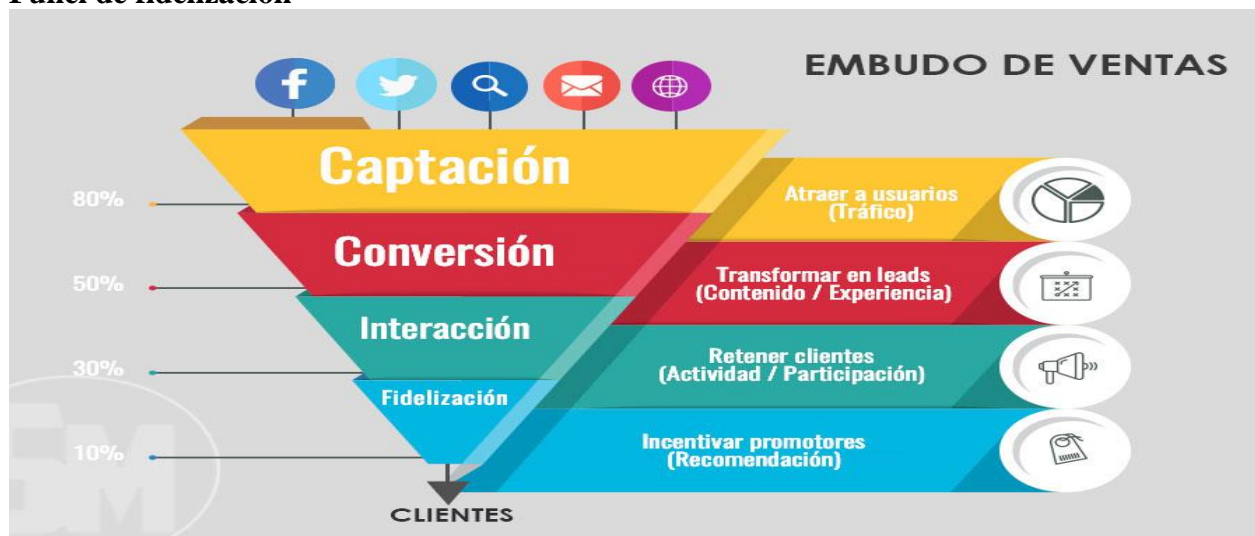 EMBUDO DE VENTAS
Captación
80%
Atraer a usuarios
(Tráfico)
Conversión
50%
Transformar en leads
(Contenido / Experiencia)
Interacción
30%
Retener clientes
(Actividad / Participación)
Fidelización
10%
Incentivar promotores
(Recomendación)
CLIENTES